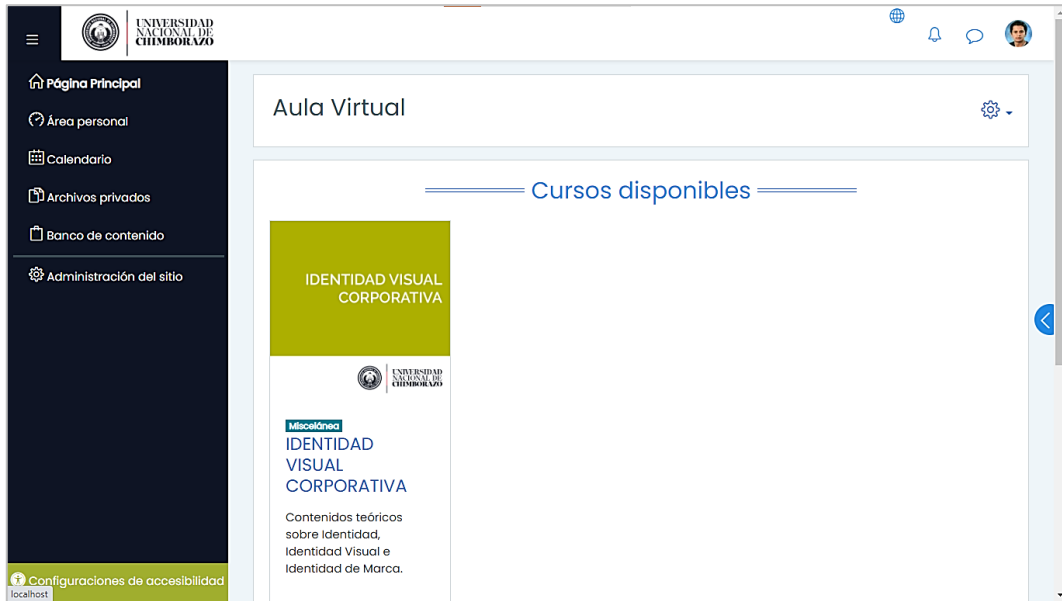 UNIVERSIDAD
NACIONAL DE
CHIMBORAZO
Página Principal
Área personal
Calendario
Archivos privados
Banco de contenido
Administración del sitio
Configuraciones de accesibilidad
localhost
Aula Virtual
Cursos disponibles
IDENTIDAD VISUAL
CORPORATIVA
UNIVERSIDAD
NACIONAL DE
CHIMBORAZO
Miscelánea
IDENTIDAD
VISUAL
CORPORATIVA
Contenidos teóricos
sobre Identidad,
Identidad Visual e
Identidad de Marca.